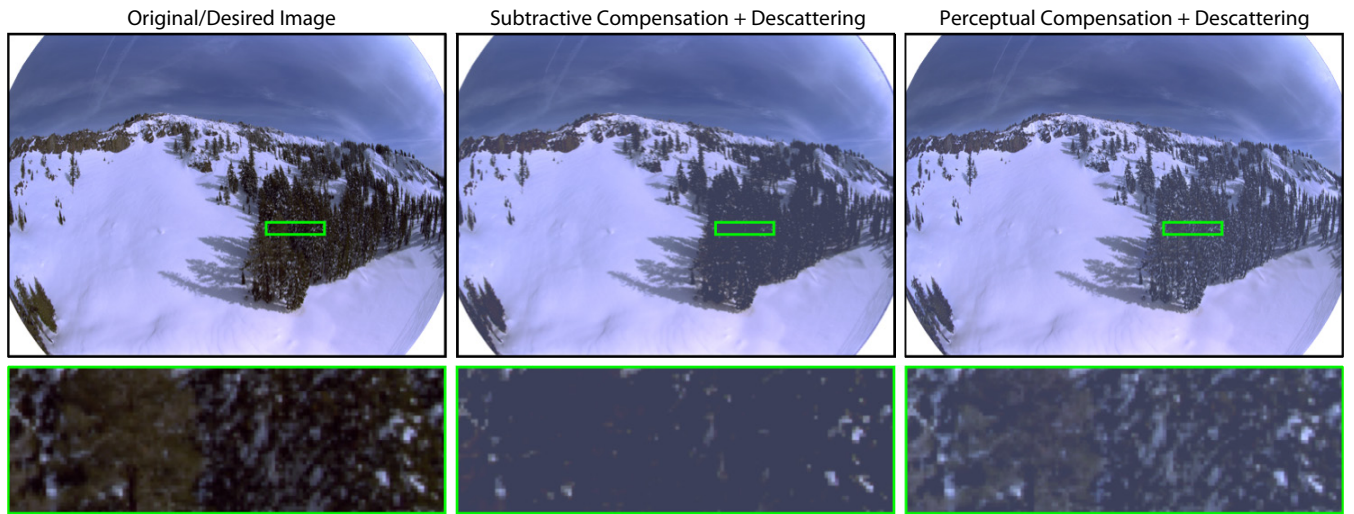 Original/Desired Image
Subtractive Compensation + Descattering
Perceptual Compensation + Descattering